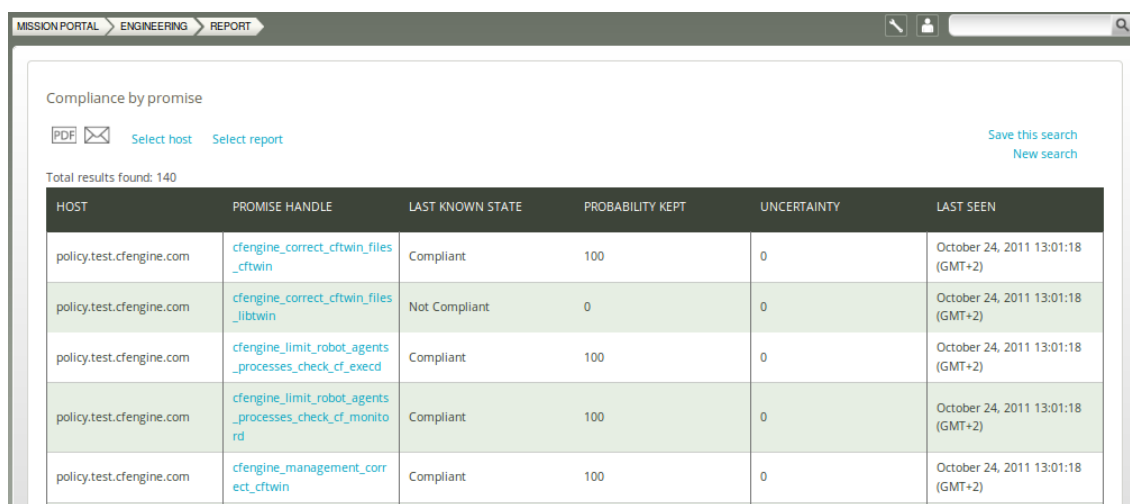 MISSION PORTAL ENGINEERING REPORT
Compliance by promise
PDF Select host Select report
Save this search
New search
Total results found: 140
HOST PROMISE HANDLE LAST KNOWN STATE PROBABILITY KEPT UNCERTAINTY LAST SEEN
policy.test.cfengine.com cfengine_correct_cftwin_files Compliant 100 0 October 24, 2011 13:01:18
_cftwin (GMT+2)
policy.test.cfengine.com cfengine_correct_cftwin_files Not Compliant 0 0 October 24, 2011 13:01:18
_libtwin (GMT+2)
policy.test.cfengine.com cfengine_limit_robot_agents Compliant 100 0 October 24, 2011 13:01:18
_processes_check_cf_execd (GMT+2)
cfengine_limit_robot_agents
policy.test.cfengine.com _processes_check_cf_monito Compliant 100 0 October 24, 2011 13:01:18
rd (GMT+2)
policy.test.cfengine.com cfengine_management_corr Compliant 100 0 October 24, 2011 13:01:18
ect_cftwin (GMT+2)